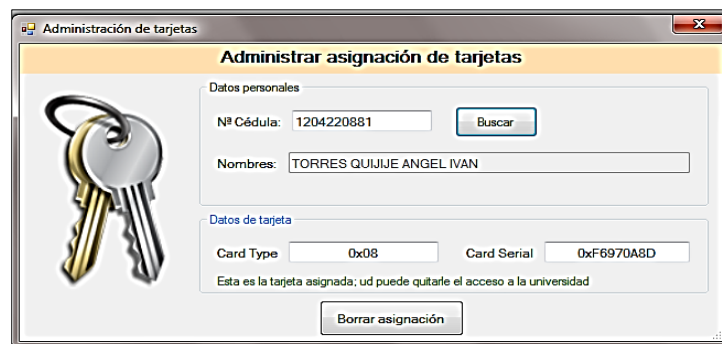 Administración de tarjetas
Administrar asignación de tarjetas
Datos personales
Nª Cédula: 1204220881 Buscar
Nombres: TORRES QUIJIJE ANGEL IVAN
Datos de tarjeta
Card Type 0x08 Card Serial 0xF6970A8D
Esta es la tarjeta asignada; ud puede quitarle el acceso a la universidad
Borrar asignación